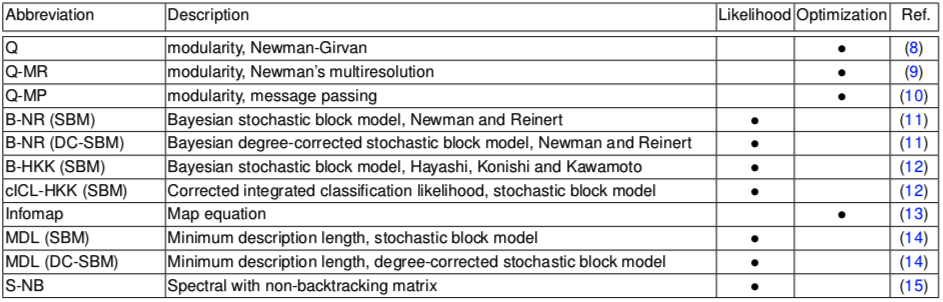 Abbreviation Description Likelihood Optimization Ref.
Q modularity, Newman-Girvan ● (8)
Q-MR modularity, Newman's multiresolution ● (9)
Q-MP modularity, message passing ● (10)
B-NR (SBM) Bayesian stochastic block model, Newman and Reinert ● (11)
B-NR (DC-SBM) Bayesian degree-corrected stochastic block model, Newman and Reinert ● (11)
B-HKK (SBM) Bayesian stochastic block model, Hayashi, Konishi and Kawamoto ● (12)
cICL-HKK (SBM) Corrected integrated classification likelihood, stochastic block model ● (12)
Infomap Map equation ● (13)
MDL (SBM) Minimum description length, stochastic block model ● (14)
MDL (DC-SBM) Minimum description length, degree-corrected stochastic block model ● (14)
S-NB Spectral with non-backtracking matrix ● (15)